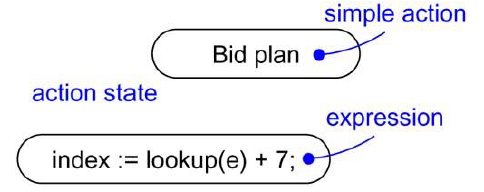 simple action
Bid plan
action state
expression
index := lookup(e) + 7;